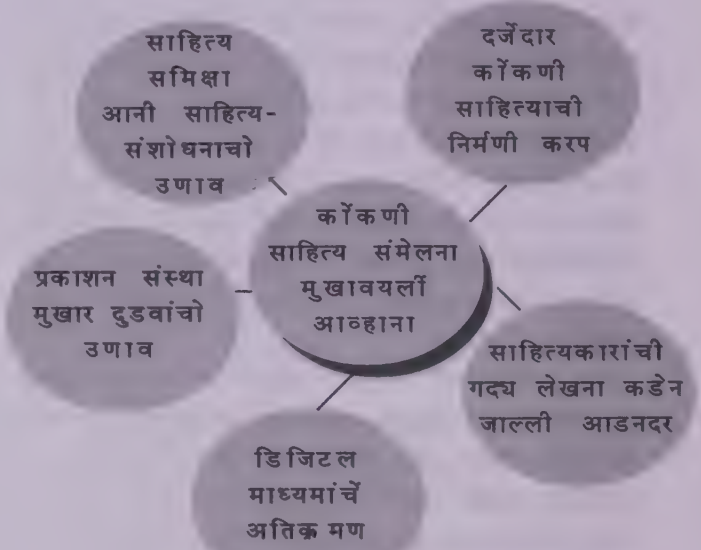 साहित्य
समिक्षा
आनी साहित्य-
संशोधनाचो
उणाव
दर्जेदार
कोंकणी
साहित्याची
निर्मणी करप
कोंकणी
साहित्य संमेलना
मुखावयलीं
आव्हाना
प्रकाशन संस्था
मुखार दुडवांचो
उणाव
साहित्यकारांची
गद्य लेखना कडेन
जाल्ली आडनदर
डिजिटल
माध्यमांचें
अतिक्रमण